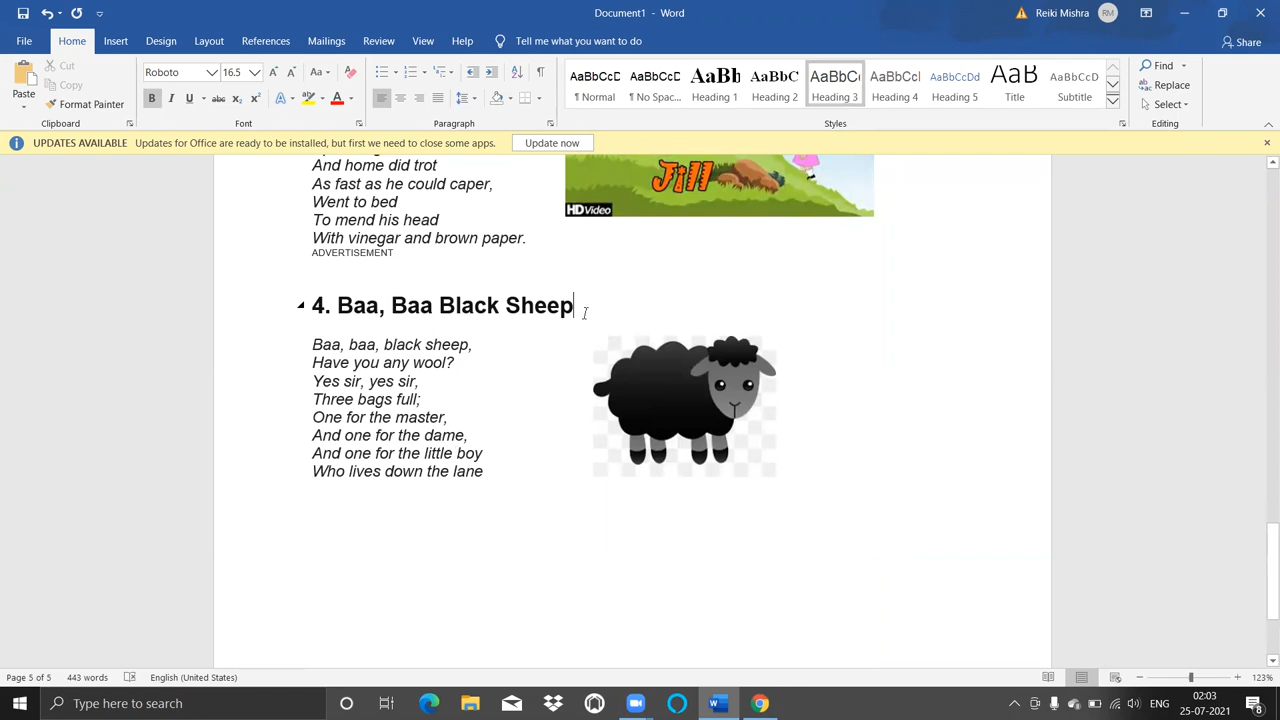 Document1 - Word
Reiki Mishra RM
File Home Insert Design Layout References Mailings Review View Help Tell me what you want to do Share
Paste Cut Copy Format Painter
Clipboard
Roboto 16.5
Font
Paragraph
AaBbCcDc AaBbCcDc AaBb AaBbC AaBbC AaBbCc AaBbCcDd AaB AaBbCcD
¶ Normal ¶ No Spac... Heading 1 Heading 2 Heading 3 Heading 4 Heading 5 Title Subtitle
Styles
Find
Replace
Select
Editing
UPDATES AVAILABLE Updates for Office are ready to be installed, but first we need to close some apps. Update now
And home did trot
As fast as he could caper,
Went to bed
To mend his head
With vinegar and brown paper.
ADVERTISEMENT
Jill
HD Video
4. Baa, Baa Black Sheep
Baa, baa, black sheep,
Have you any wool?
Yes sir, yes sir,
Three bags full;
One for the master,
And one for the dame,
And one for the little boy
Who lives down the lane
Page 5 of 5 443 words English (United States) 123%
Type here to search
ENG
02:03
25-07-2021
8